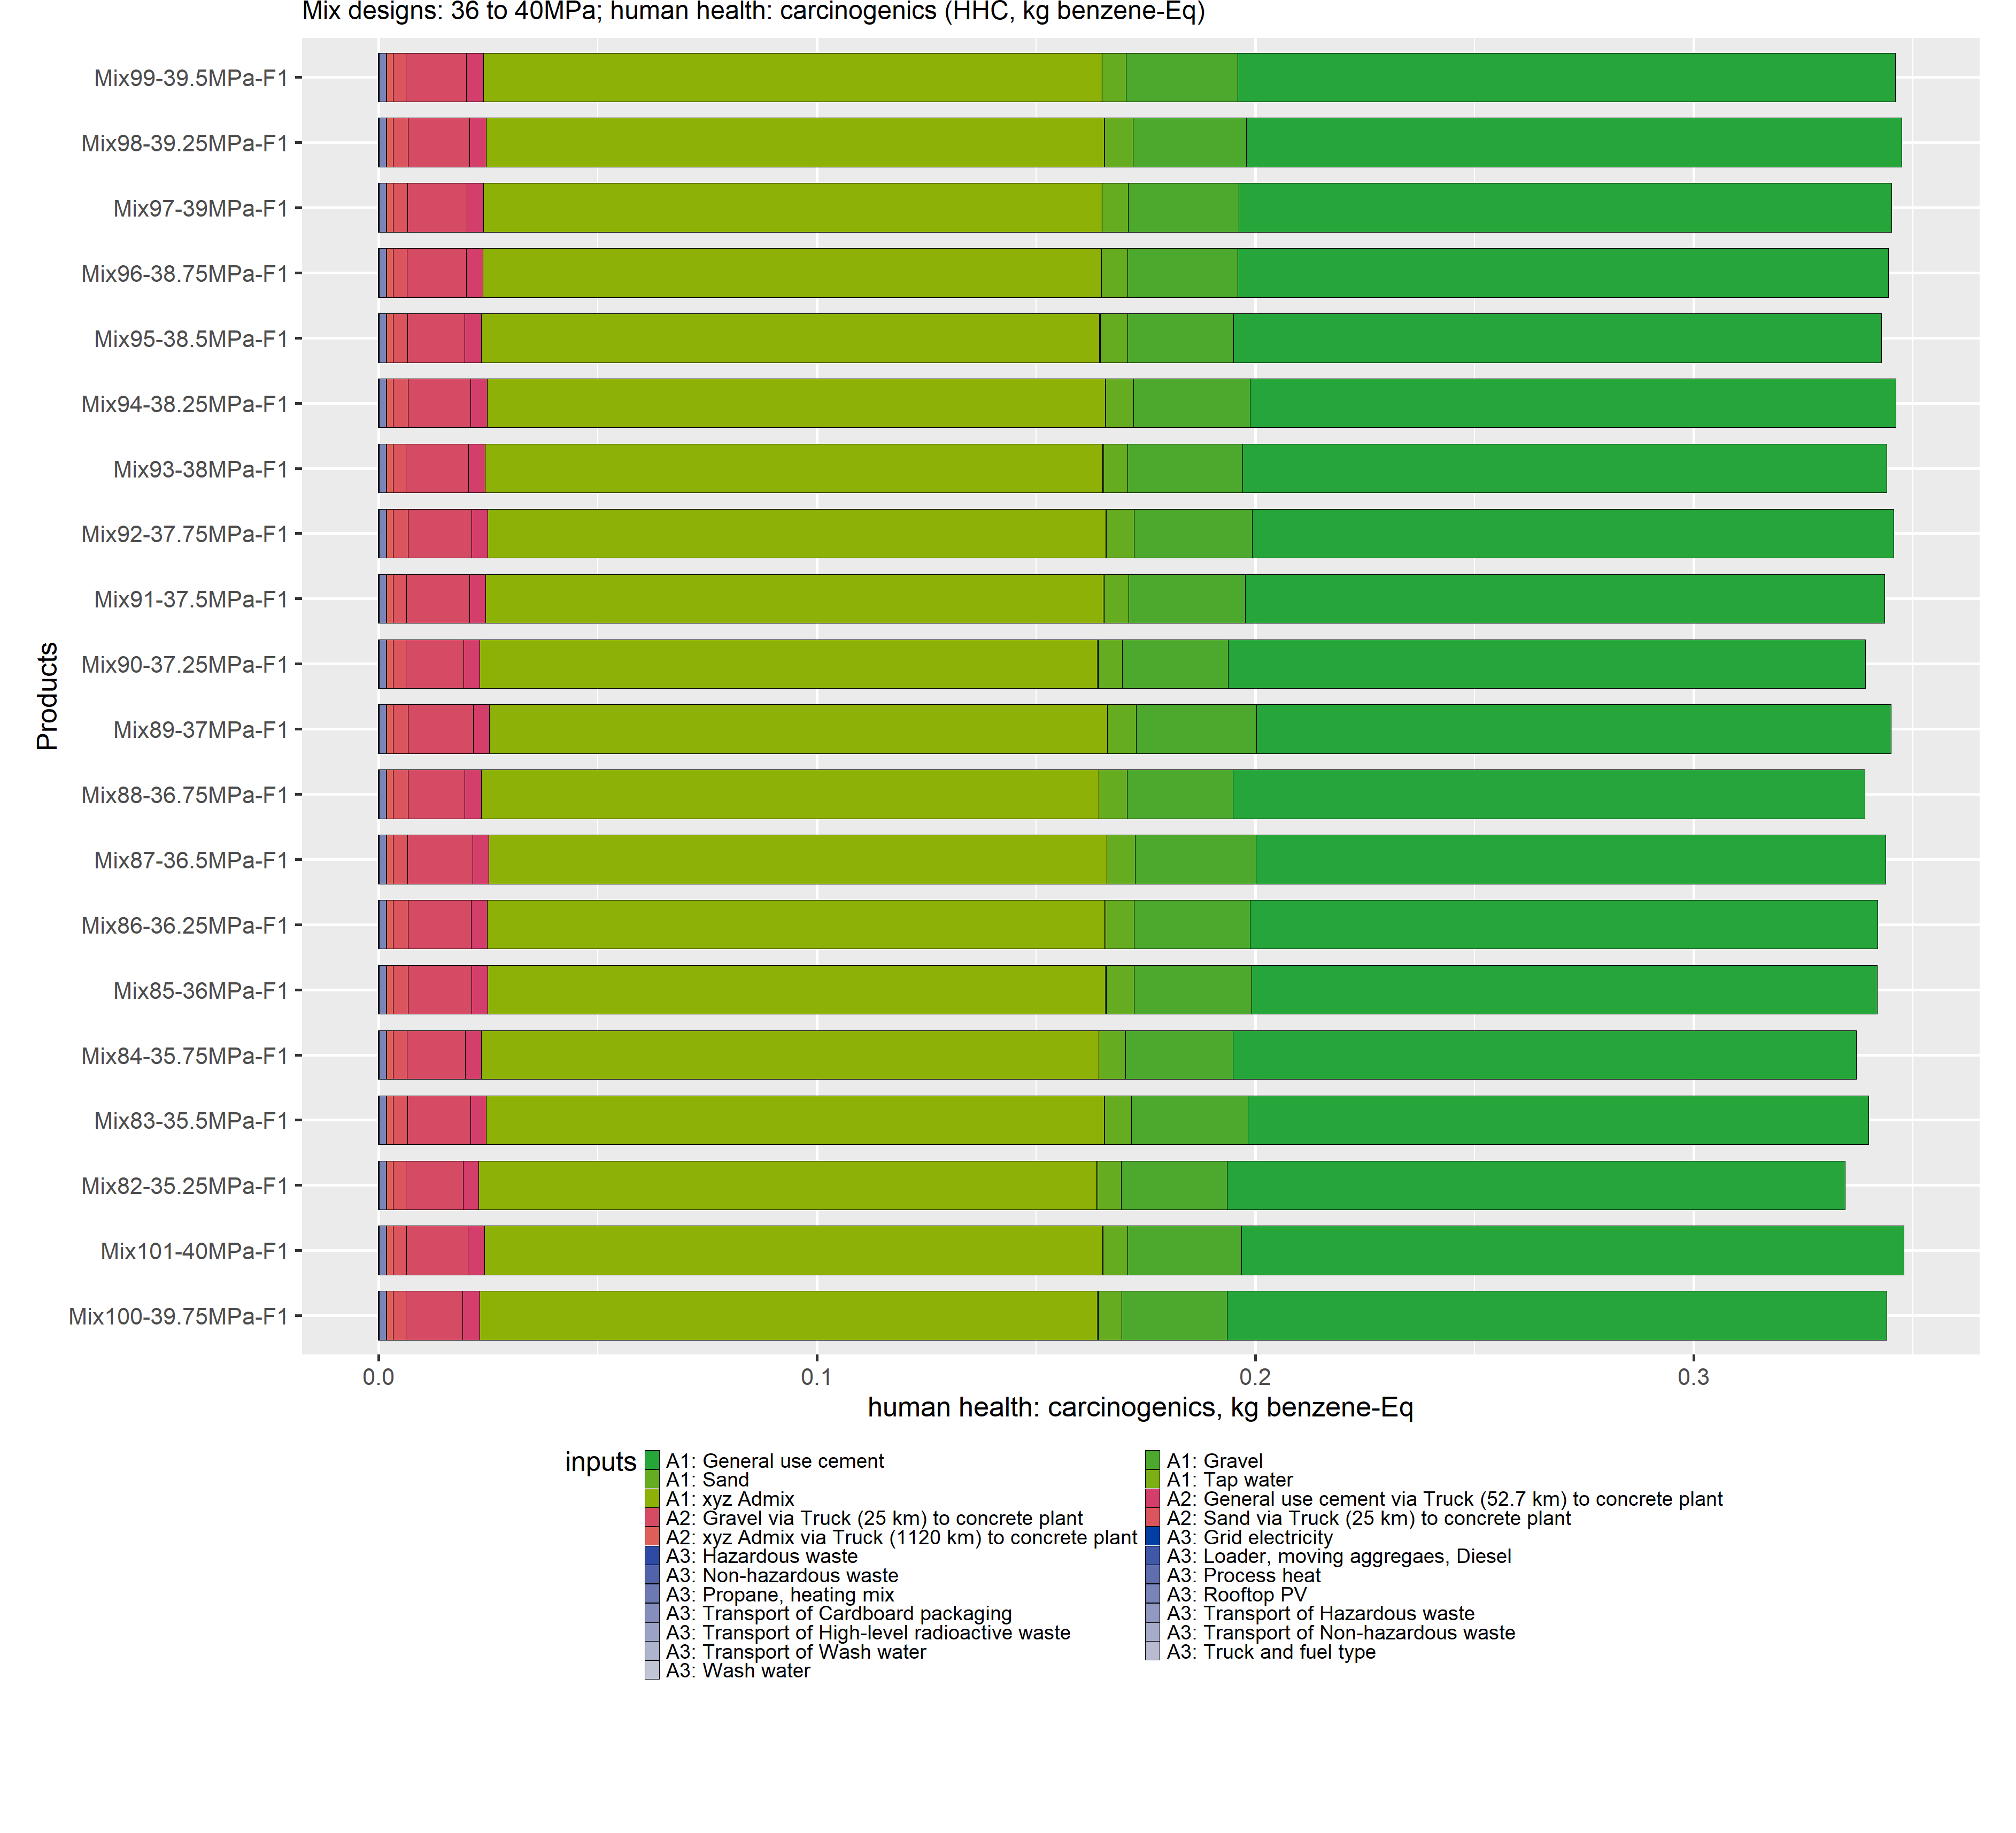 Mix designs: 36 to 40MPa; human health: carcinogenics (HHC, kg benzene-Eq)
Products
Mix99-39.5MPa-F1
Mix98-39.25MPa-F1
Mix97-39MPa-F1
Mix96-38.75MPa-F1
Mix95-38.5MPa-F1
Mix94-38.25MPa-F1
Mix93-38MPa-F1
Mix92-37.75MPa-F1
Mix91-37.5MPa-F1
Mix90-37.25MPa-F1
Mix89-37MPa-F1
Mix88-36.75MPa-F1
Mix87-36.5MPa-F1
Mix86-36.25MPa-F1
Mix85-36MPa-F1
Mix84-35.75MPa-F1
Mix83-35.5MPa-F1
Mix82-35.25MPa-F1
Mix101-40MPa-F1
Mix100-39.75MPa-F1
0.0 0.1 0.2 0.3
human health: carcinogenics, kg benzene-Eq
inputs
A1: General use cement
A1: Gravel
A1: Sand
A1: Tap water
A1: xyz Admix
A2: General use cement via Truck (52.7 km) to concrete plant
A2: Gravel via Truck (25 km) to concrete plant
A2: Sand via Truck (25 km) to concrete plant
A2: xyz Admix via Truck (1120 km) to concrete plant
A3: Grid electricity
A3: Hazardous waste
A3: Loader, moving aggregaes, Diesel
A3: Non-hazardous waste
A3: Process heat
A3: Propane, heating mix
A3: Rooftop PV
A3: Transport of Cardboard packaging
A3: Transport of Hazardous waste
A3: Transport of High-level radioactive waste
A3: Transport of Non-hazardous waste
A3: Transport of Wash water
A3: Truck and fuel type
A3: Wash water